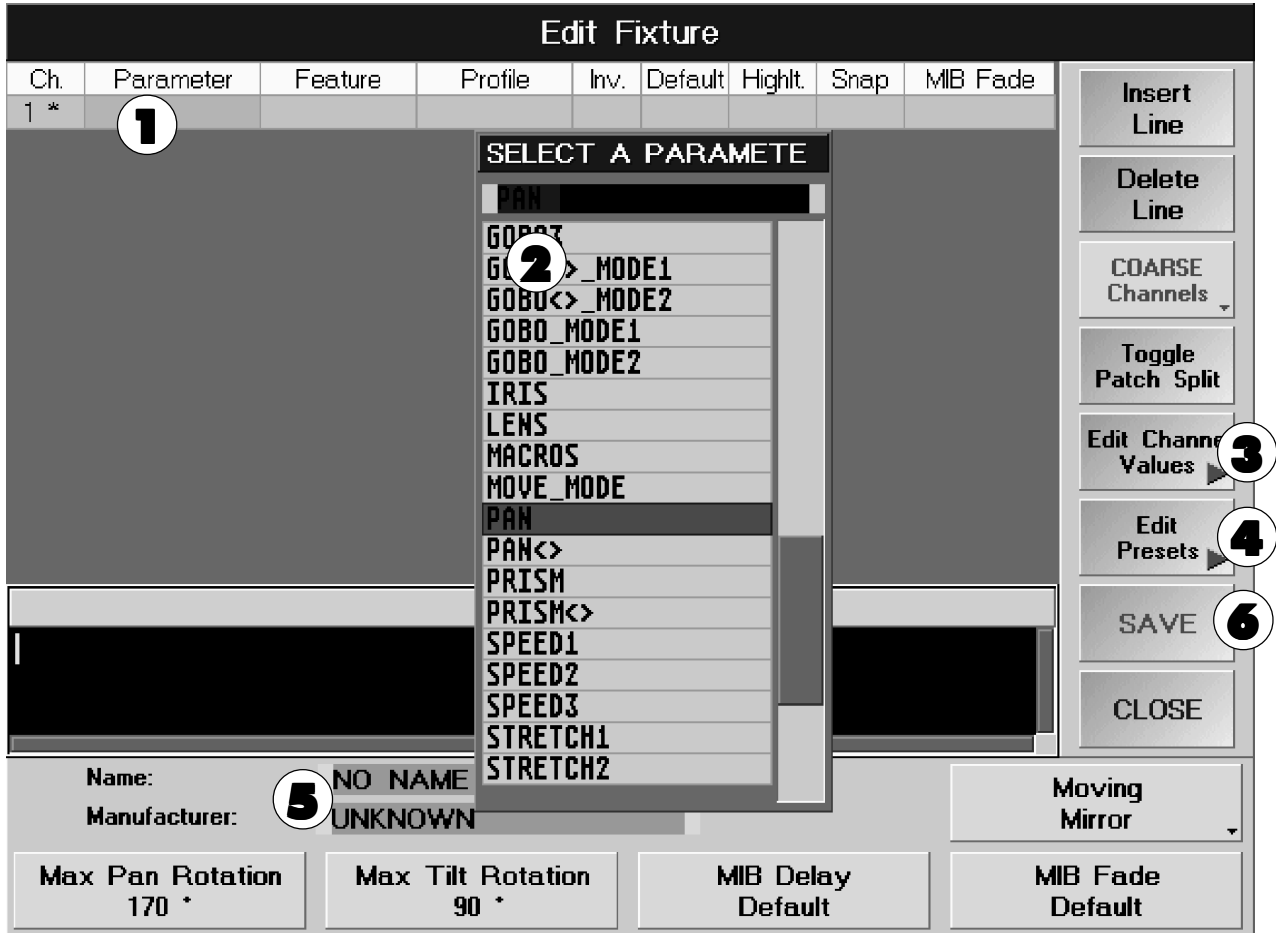 Edit Fixture
Ch. Parameter Feature Profile Inv. Default Highlt. Snap MIB Fade
1 *
1
SELECT A PARAMETE
PAN
2
GOBO<>_MODE2
GOBO_MODE1
GOBO_MODE2
IRIS
LENS
MACROS
MOVE_MODE
PAN
PAN<>
PRISM
PRISM<>
SPEED1
SPEED2
SPEED3
STRETCH1
STRETCH2
Insert
Line
Delete
Line
COARSE
Channels
Toggle
Patch Split
Edit Channe
Values
3
Edit
Presets
4
SAVE
6
CLOSE
Name: NO NAME
5
Manufacturer: UNKNOWN
Moving
Mirror
Max Pan Rotation
170 °
Max Tilt Rotation
90 °
MIB Delay
Default
MIB Fade
Default